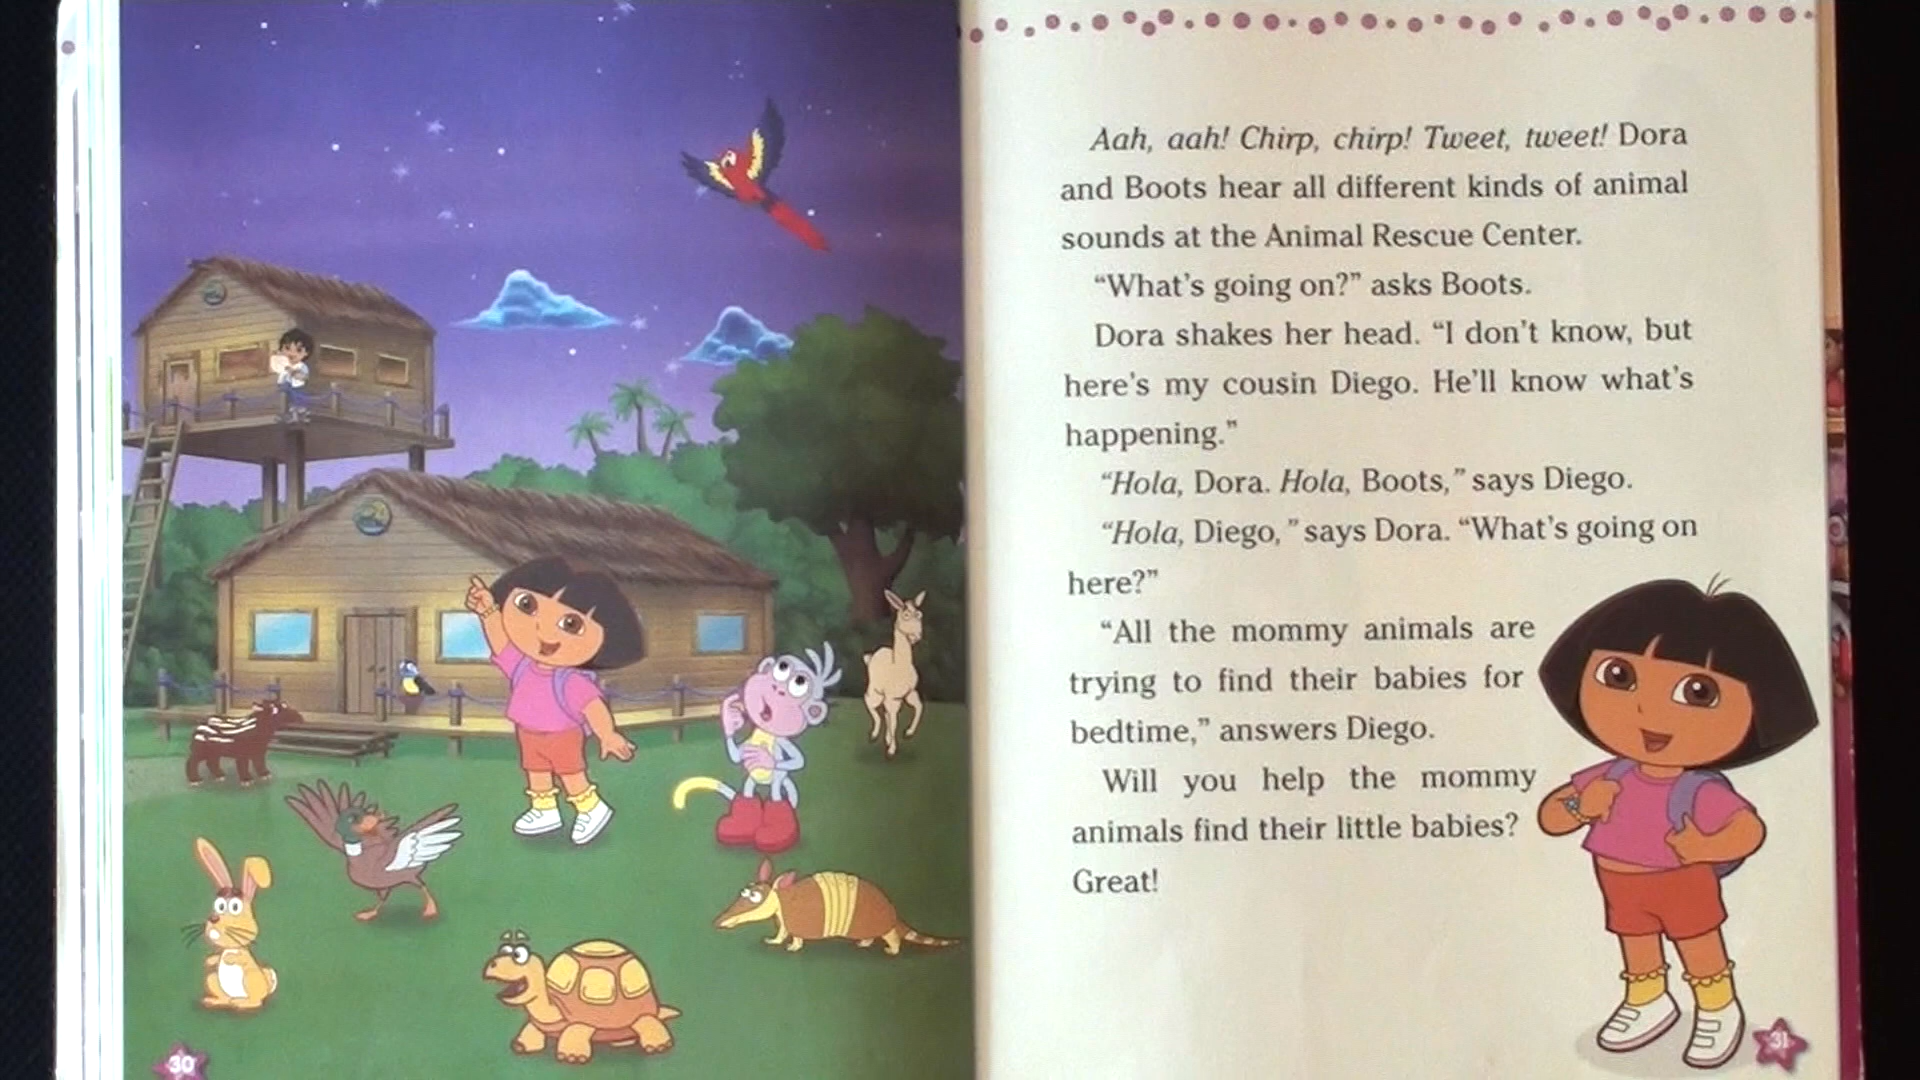 Aah, aah! Chirp, chirp! Tweet, tweet! Dora
and Boots hear all different kinds of animal
sounds at the Animal Rescue Center.
“What’s going on?” asks Boots.
Dora shakes her head. “I don’t know, but
here’s my cousin Diego. He’ll know what’s
happening.”
“Hola, Dora. Hola, Boots,” says Diego.
“Hola, Diego,” says Dora. “What’s going on
here?”
“All the mommy animals are
trying to find their babies for
bedtime,” answers Diego.
Will you help the mommy
animals find their little babies?
Great!
30
31